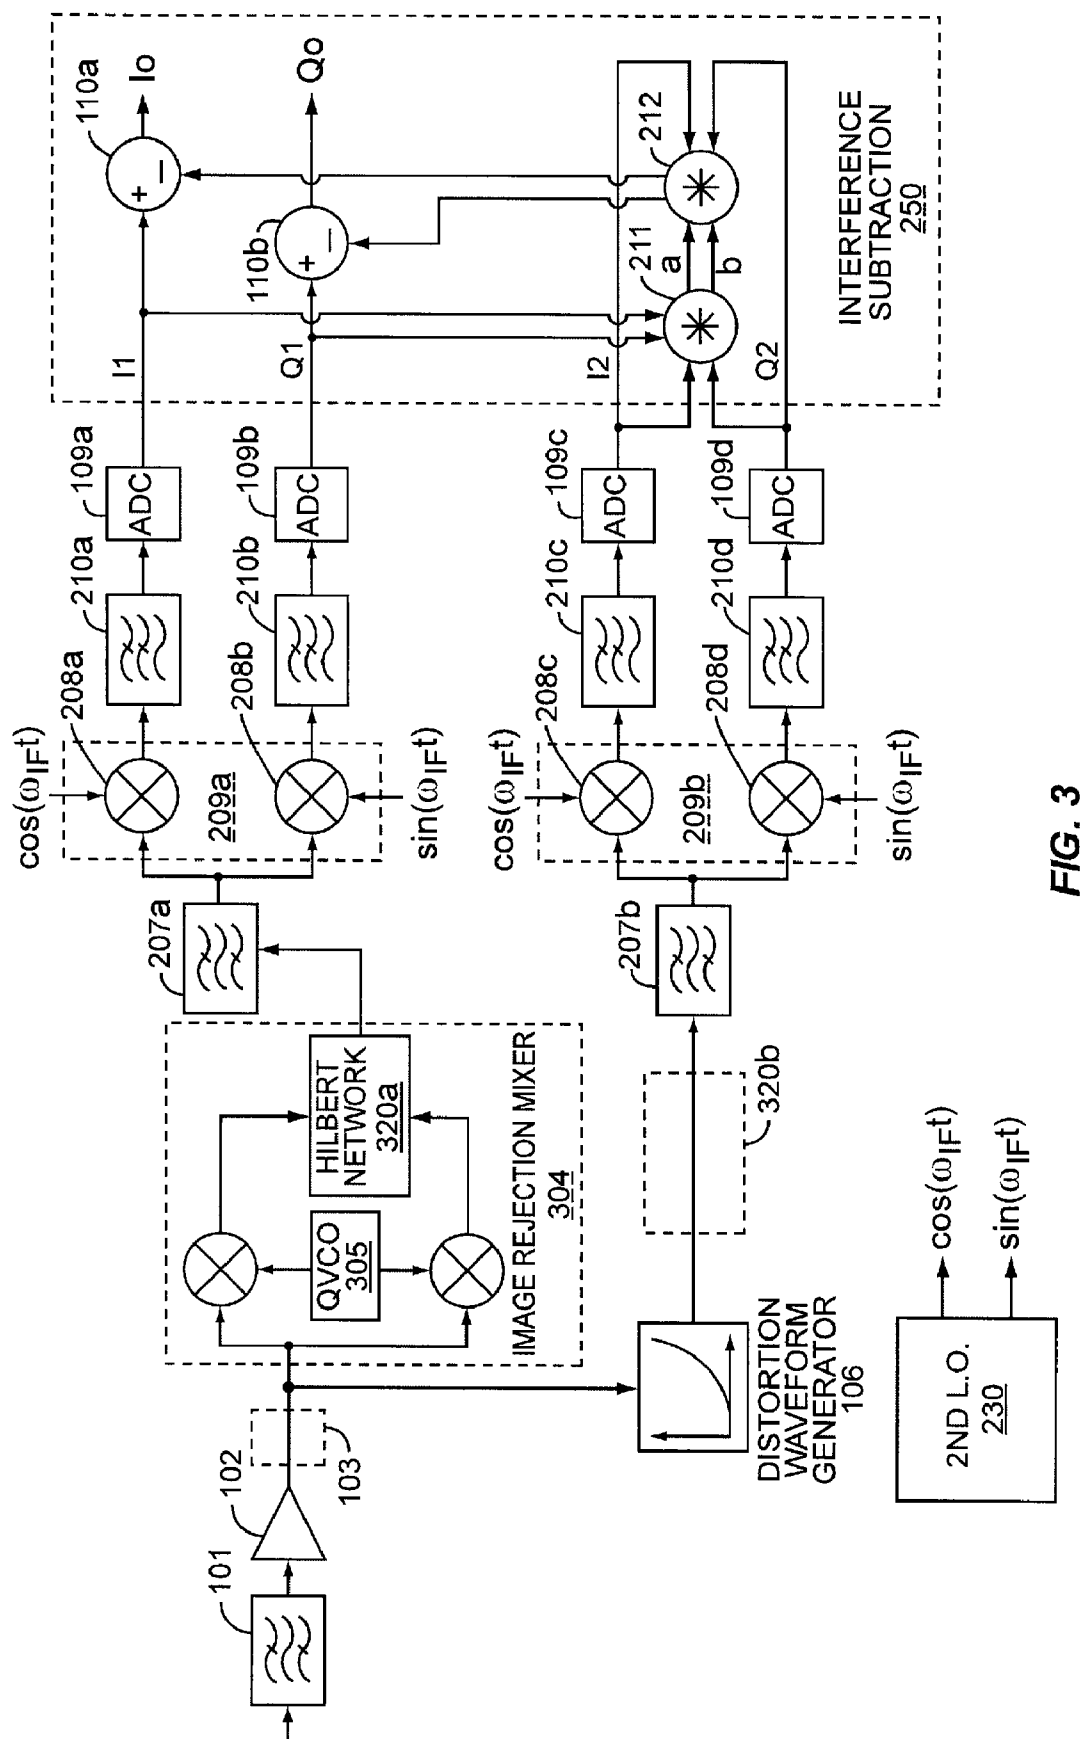 101
102
103
IMAGE REJECTION MIXER
304
QVCO
305
HILBERT
NETWORK
320a
207a
cos(ωIFt)
208a
209a
208b
sin(ωIFt)
210a
210b
109a
ADC
109b
ADC
I1
Q1
110a
+
−
Io
110b
+
−
Qo
DISTORTION
WAVEFORM
GENERATOR
106
320b
207b
cos(ωIFt)
208c
209b
208d
sin(ωIFt)
210c
210d
109c
ADC
109d
ADC
I2
Q2
211
a
b
212
INTERFERENCE
SUBTRACTION
250
2ND L.O.
230
cos(ωIFt)
sin(ωIFt)
FIG. 3